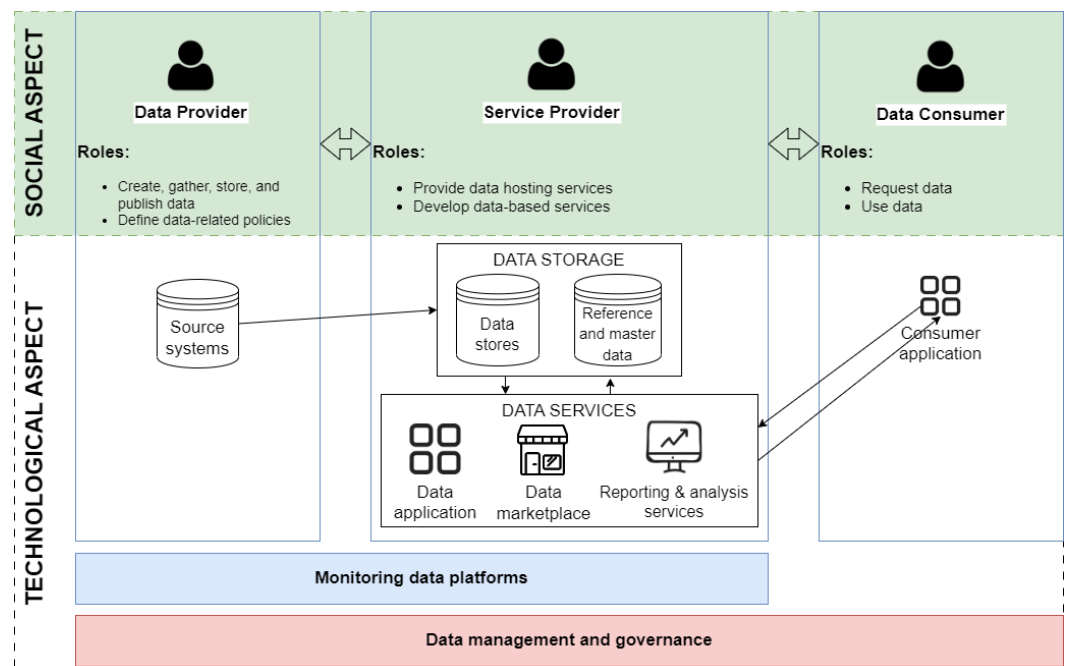 SOCIAL ASPECT
Data Provider
Roles:
Create, gather, store, and
publish data
Define data-related policies
Service Provider
Roles:
Provide data hosting services
Develop data-based services
Data Consumer
Roles:
Request data
Use data
TECHNOLOGICAL ASPECT
Source
systems
DATA STORAGE
Data
stores
Reference
and master
data
DATA SERVICES
Data
application
Data
marketplace
Reporting & analysis
services
Consumer
application
Monitoring data platforms
Data management and governance